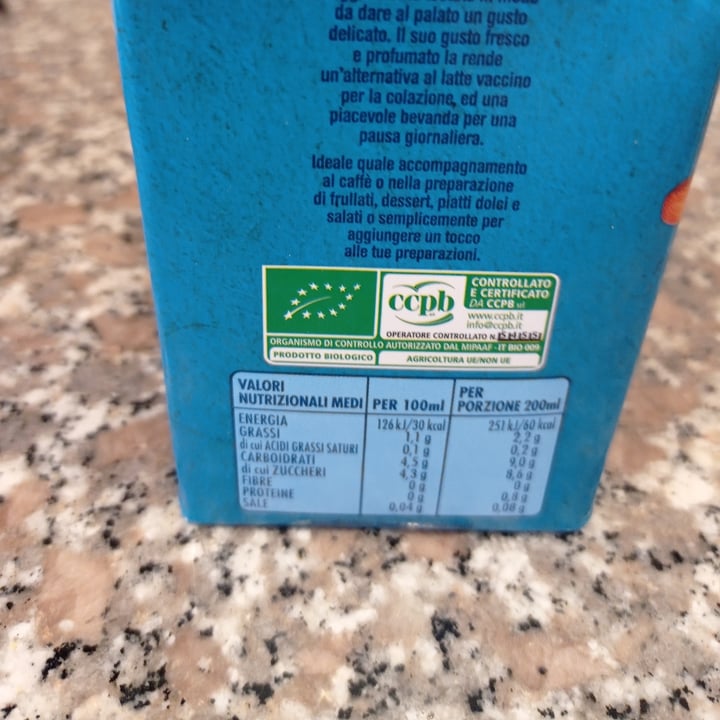 da dare al palato un gusto
delicato. Il suo gusto fresco
e profumato la rende
un'alternativa al latte vaccino
per la colazione, ed una
piacevole bevanda per una
pausa giornaliera.
Ideale quale accompagnamento
al caffè o nella preparazione
di frullati, dessert, piatti dolci e
salati o semplicemente per
aggiungere un tocco
alle tue preparazioni.
ccpb
CONTROLLATO
E CERTIFICATO
DA CCPB srl
www.ccpb.it
info@ccpb.it
OPERATORE CONTROLLATO N.
ORGANISMO DI CONTROLLO AUTORIZZATO DAL MIPAAF - IT BIO 009
PRODOTTO BIOLOGICO AGRICOLTURA UE/NON UE
VALORI
NUTRIZIONALI MEDI PER 100ml PER
PORZIONE 200ml
ENERGIA 126 kJ/30 kcal 251 kJ/60 kcal
GRASSI 1,1 g 2,2 g
di cui ACIDI GRASSI SATURI 0,1 g 0,2 g
CARBOIDRATI 4,5 g 9,0 g
di cui ZUCCHERI 4,3 g 8,6 g
FIBRE 0 g 0 g
PROTEINE 0 g 0,8 g
SALE 0,04 g 0,08 g